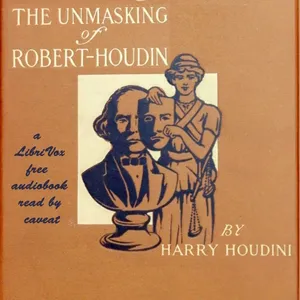 THE UNMASKING
of
ROBERT-HOUDIN
a
LibriVox
free
audiobook
read by
caveat
BY
HARRY HOUDINI